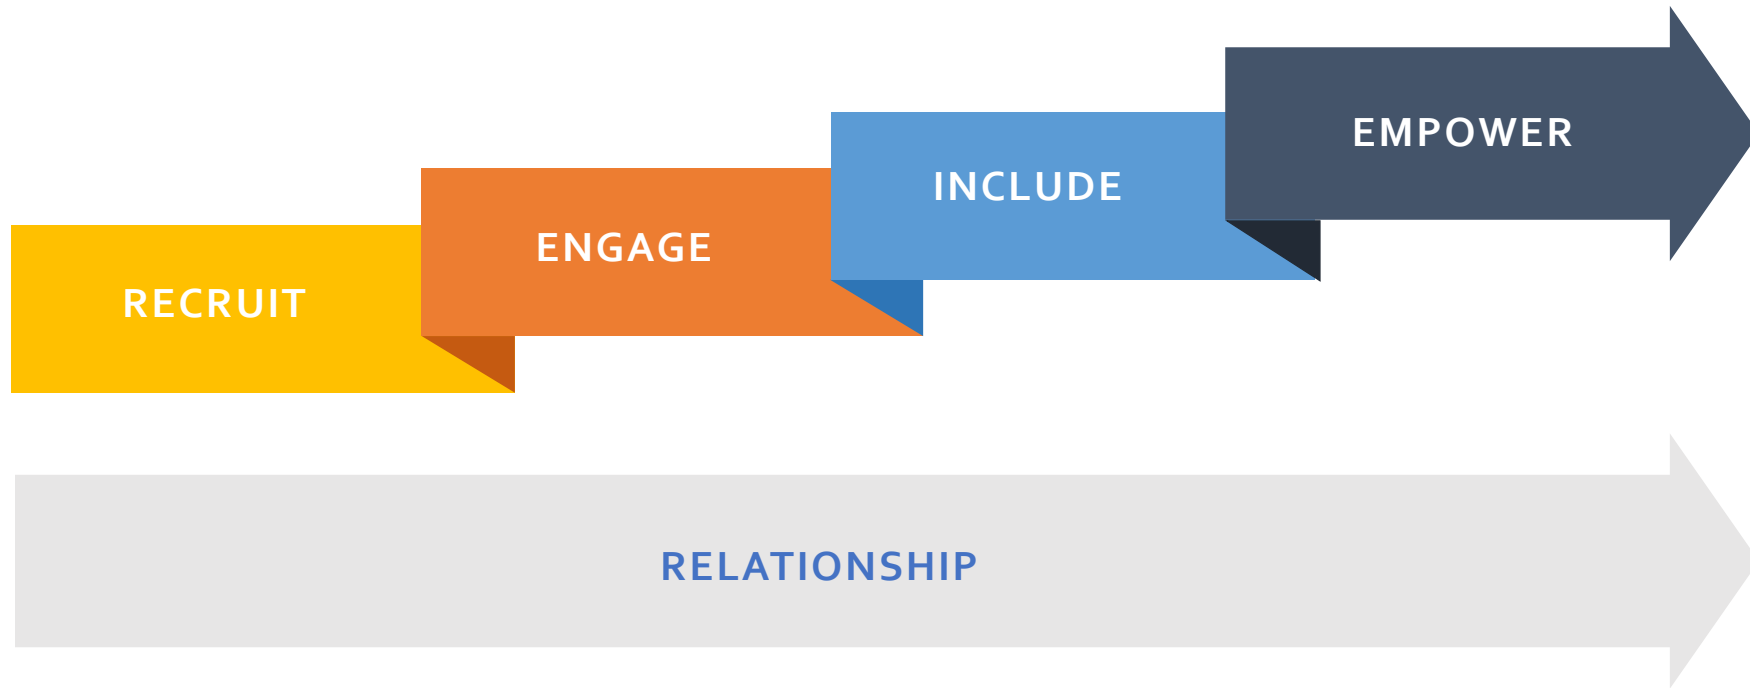 RECRUIT
ENGAGE
INCLUDE
EMPOWER
RELATIONSHIP